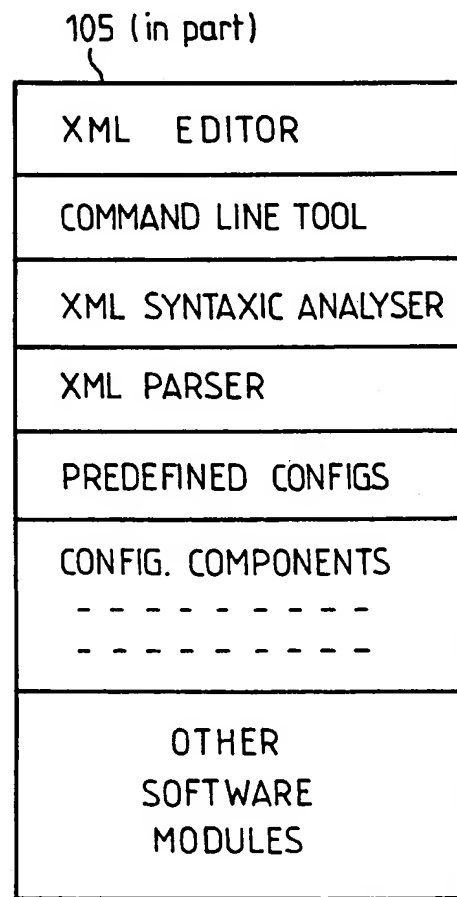 105 (in part)
XML EDITOR
COMMAND LINE TOOL
XML SYNTAXIC ANALYSER
XML PARSER
PREDEFINED CONFIGS
CONFIG. COMPONENTS
- - - - - - - - -
- - - - - - - - -
OTHER
SOFTWARE
MODULES